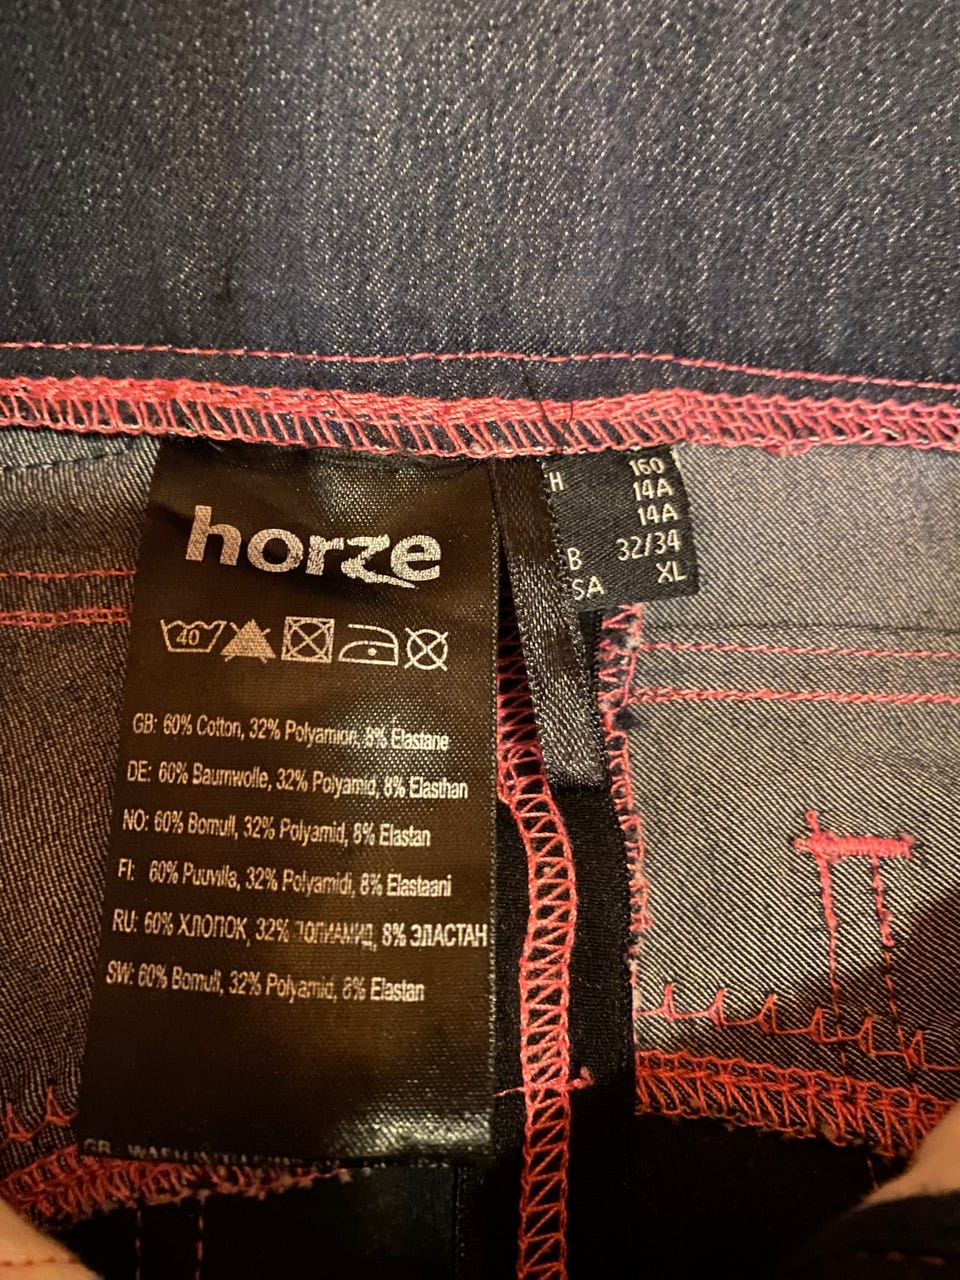 horze
40
GB: 60% Cotton, 32% Polyamide, 8% Elastane
DE: 60% Baumwolle, 32% Polyamid, 8% Elasthan
NO: 60% Bomull, 32% Polyamid, 8% Elastan
FI: 60% Puuvilla, 32% Polyamidi, 8% Elastaani
RU: 60% ХЛОПОК, 32% ПОЛИАМИД, 8% ЭЛАСТАН
SW: 60% Bomull, 32% Polyamid, 8% Elastan
GB:
H 160
14A
14A
B 32/34
SA XL